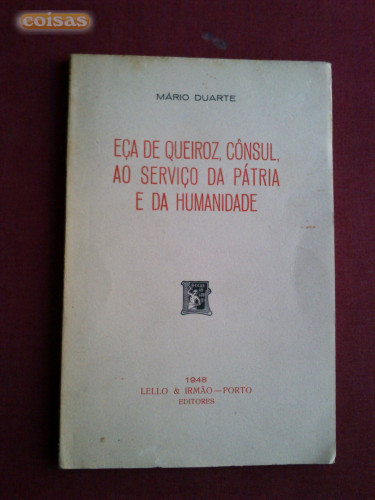 coisas
MÁRIO DUARTE
EÇA DE QUEIROZ, CÔNSUL,
AO SERVIÇO DA PÁTRIA
E DA HUMANIDADE
1948
LELLO & IRMÃO—PORTO
EDITORES